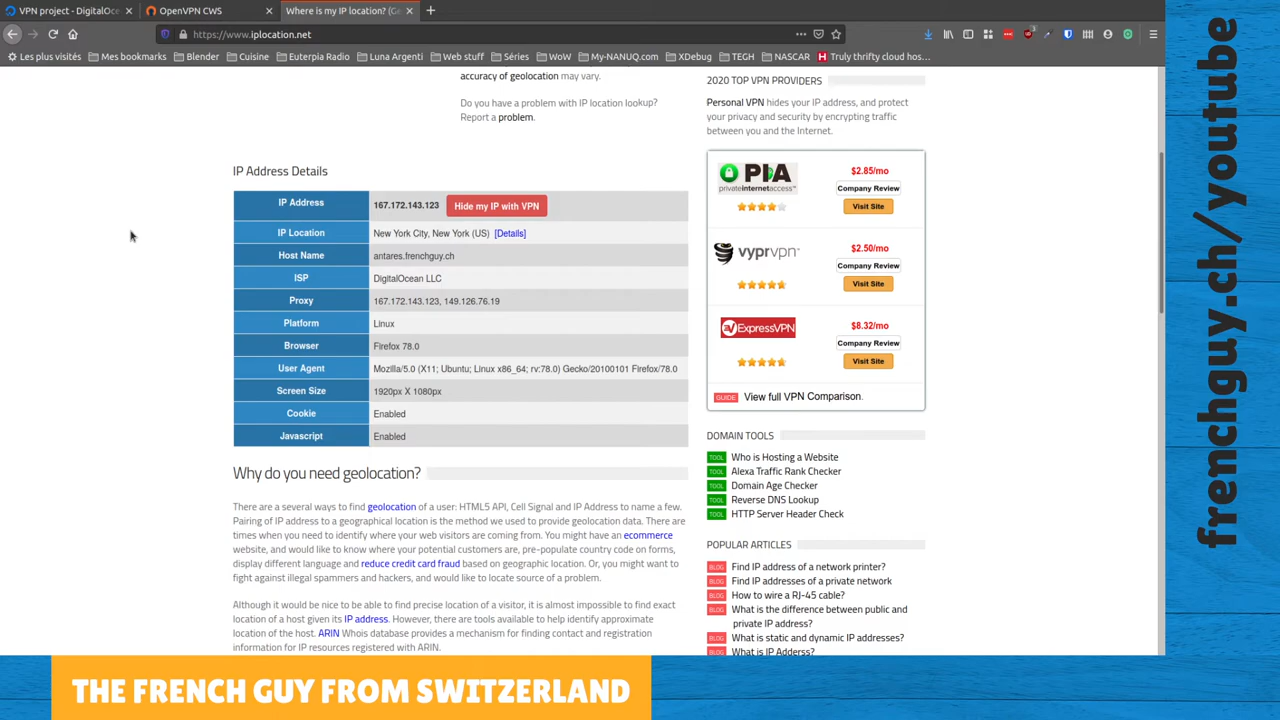 VPN project - DigitalOce
OpenVPN CWS
Where is my IP location? (Ge
https://www.iplocation.net
Les plus visités
Mes bookmarks
Blender
Cuisine
Euterpia Radio
Luna Argenti
Web stuff
Séries
WoW
My-NANUQ.com
XDebug
TECH
NASCAR
Truly thrifty cloud hos...
accuracy of geolocation may vary.
Do you have a problem with IP location lookup?
Report a problem.
IP Address Details
IP Address 167.172.143.123 Hide my IP with VPN
IP Location New York City, New York (US) [Details]
Host Name antares.frenchguy.ch
ISP DigitalOcean LLC
Proxy 167.172.143.123, 149.126.76.19
Platform Linux
Browser Firefox 78.0
User Agent Mozilla/5.0 (X11; Ubuntu; Linux x86_64; rv:78.0) Gecko/20100101 Firefox/78.0
Screen Size 1920px X 1080px
Cookie Enabled
Javascript Enabled
Why do you need geolocation?
There are a several ways to find geolocation of a user: HTML5 API, Cell Signal and IP Address to name a few.
Pairing of IP address to a geographical location is the method we used to provide geolocation data. There are
times when you need to identify where your web visitors are coming from. You might have an ecommerce
website, and would like to know where your potential customers are, pre-populate country code on forms,
display different language and reduce credit card fraud based on geographic location. Or, you might want to
fight against illegal spammers and hackers, and would like to locate source of a problem.
Although it would be nice to be able to find precise location of a visitor, it is almost impossible to find exact
location of a host given its IP address. However, there are tools available to help identify approximate
location of the host. ARIN Whois database provides a mechanism for finding contact and registration
information for IP resources registered with ARIN.
2020 TOP VPN PROVIDERS
Personal VPN hides your IP address, and protect
your privacy and security by encrypting traffic
between you and the Internet.
PIA
privateinternetaccess™
$2.85/mo
Company Review
Visit Site
vyprvpn™
$2.50/mo
Company Review
Visit Site
ExpressVPN
$8.32/mo
Company Review
Visit Site
GUIDE View full VPN Comparison.
DOMAIN TOOLS
TOOL Who is Hosting a Website
TOOL Alexa Traffic Rank Checker
TOOL Domain Age Checker
TOOL Reverse DNS Lookup
TOOL HTTP Server Header Check
POPULAR ARTICLES
BLOG Find IP address of a network printer?
BLOG Find IP addresses of a private network
BLOG How to wire a RJ-45 cable?
BLOG What is the difference between public and
private IP address?
BLOG What is static and dynamic IP addresses?
BLOG What is IP Adderss?
frenchguy.ch/youtube
THE FRENCH GUY FROM SWITZERLAND